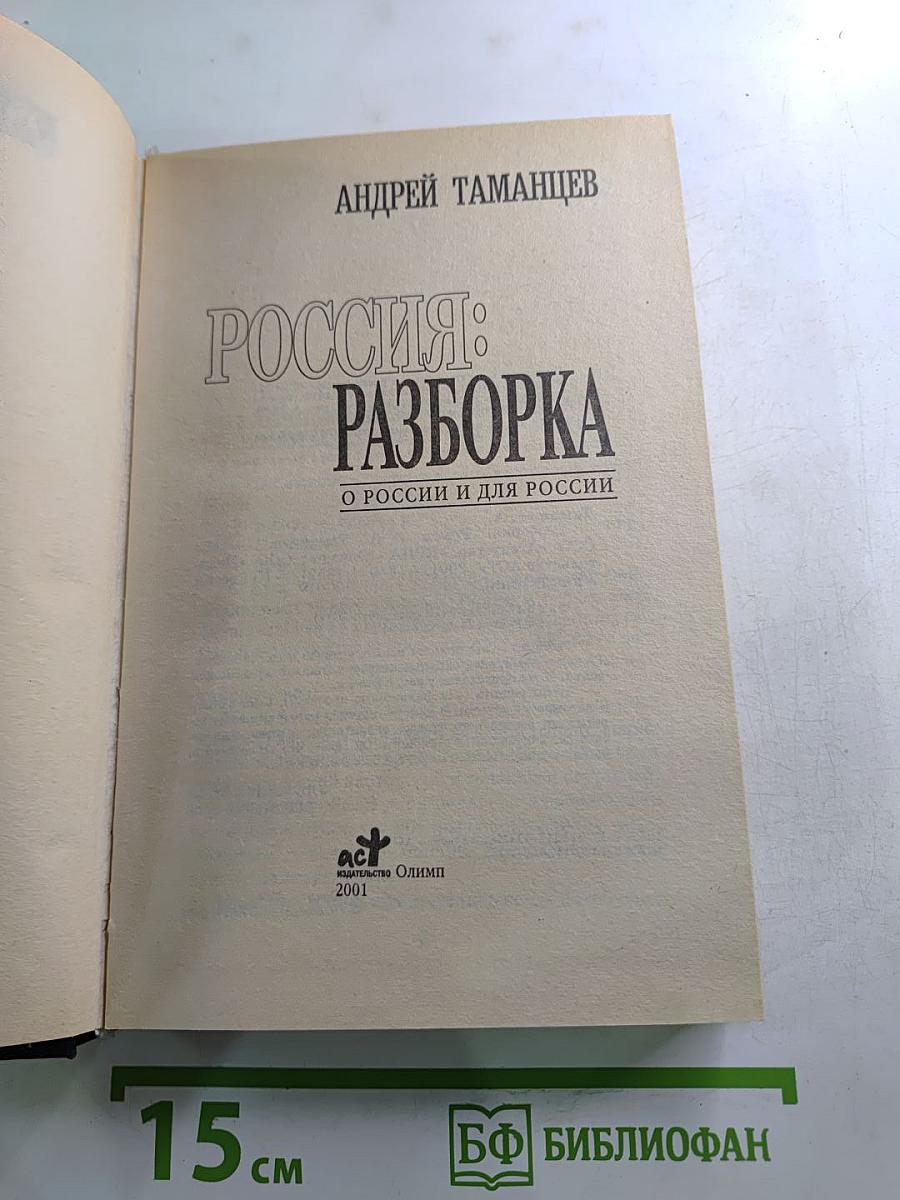 АНДРЕЙ ТАМАНЦЕВ
РОССИЯ:
РАЗБОРКА
О РОССИИ И ДЛЯ РОССИИ
аст
ИЗДАТЕЛЬСТВО Олимп
2001
15 см
БФ БИБЛИОФАН